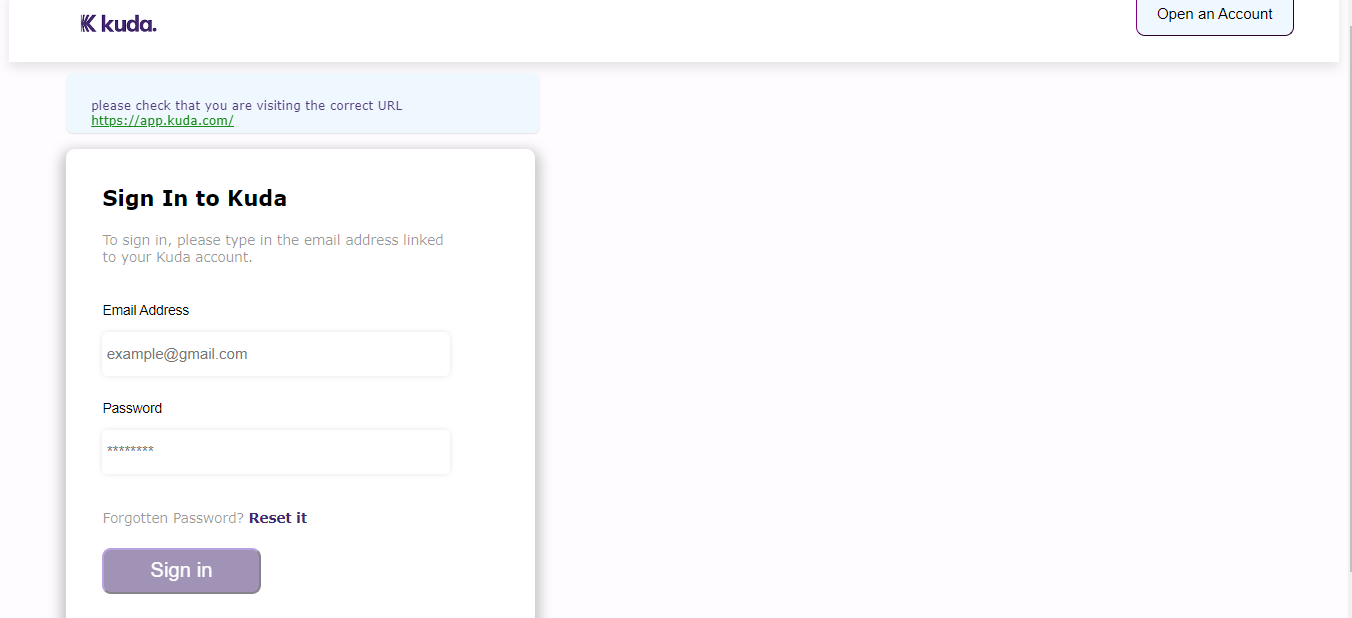 kuda.
Open an Account
please check that you are visiting the correct URL
https://app.kuda.com/
Sign In to Kuda
To sign in, please type in the email address linked
to your Kuda account.
Email Address
example@gmail.com
Password
********
Forgotten Password? Reset it
Sign in